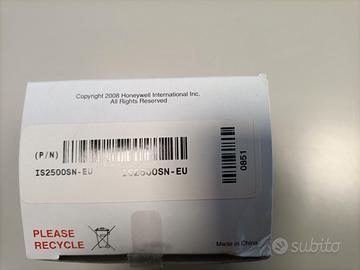 Copyright 2008 Honeywell International Inc.
All Rights Reserved
(P/N)
IS2500SN-EU IS2500SN-EU
0851
PLEASE
RECYCLE
Made in China
subito